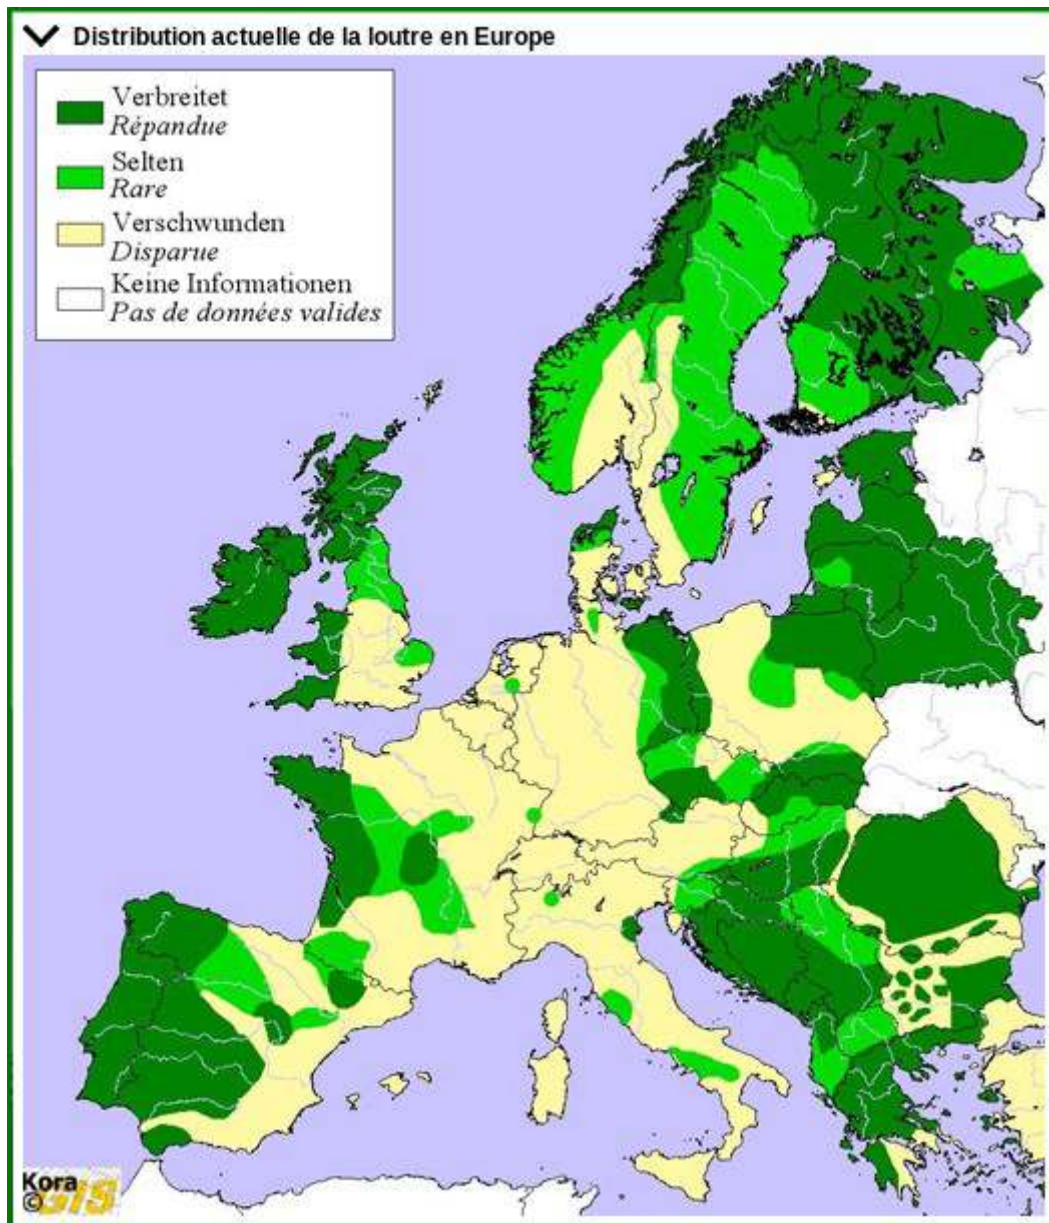 Distribution actuelle de la loutre en Europe
Verbreitet
Répandue
Selten
Rare
Verschwunden
Disparue
Keine Informationen
Pas de données valides
Kora
©GIS